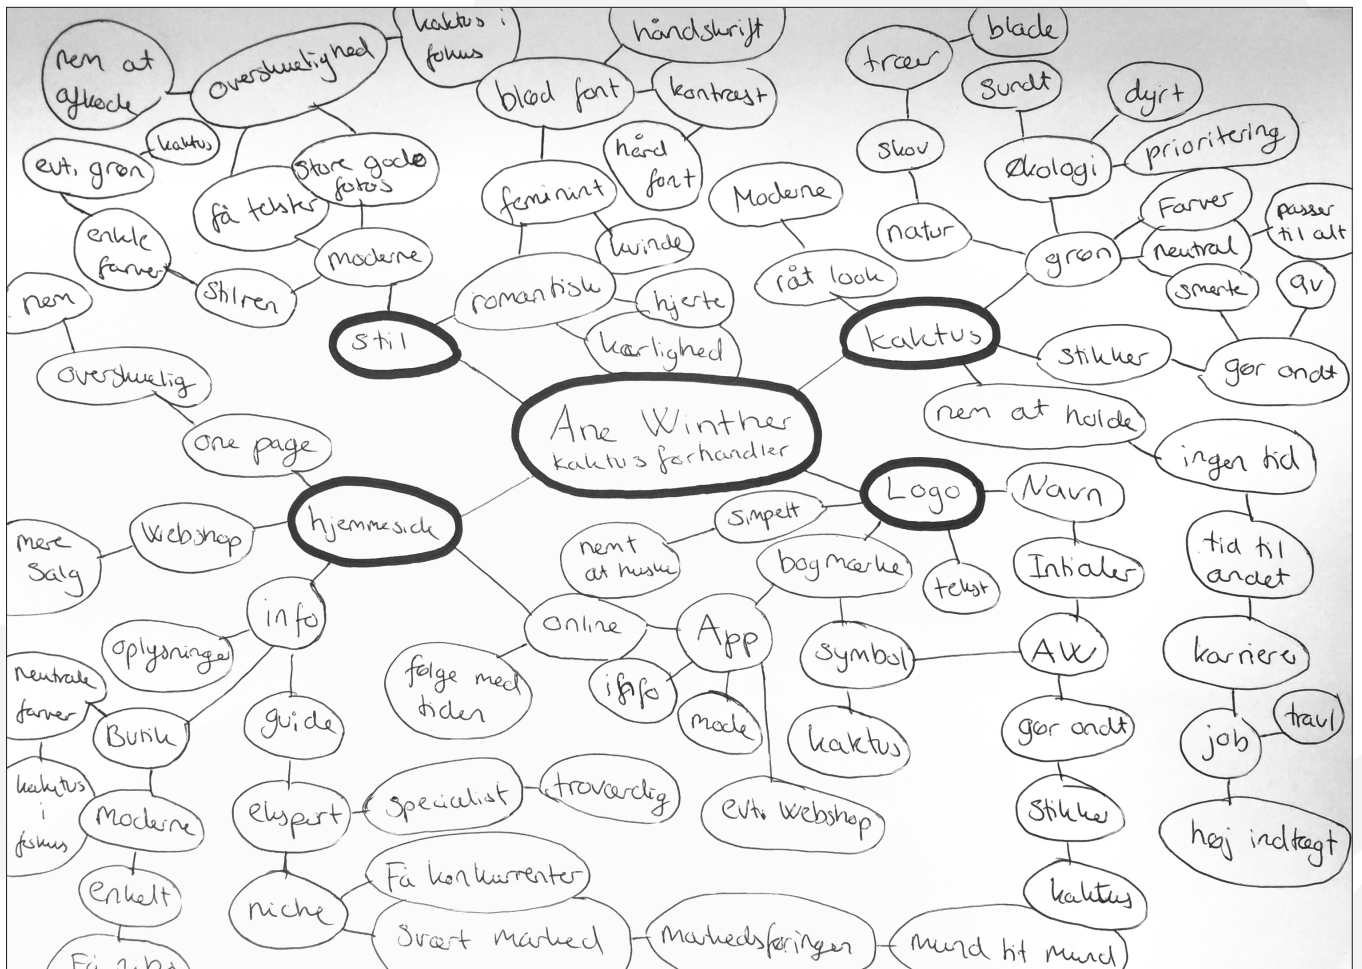 Ane Winther
kaktus forhandler
stil
moderne
store gode
fotos
overskuelighed
nem at
afkode
kaktus i
fokus
få tekster
stilren
enkle
farver
evt. grøn
kaktus
romantisk
feminint
blød font
håndskrift
kontrast
hård
font
kvinde
hjerte
kærlighed
kaktus
råt look
Moderne
grøn
natur
skov
træer
blade
Økologi
sundt
dyrt
prioritering
Farver
neutral
passer
til alt
stikker
gør ondt
smerte
av
nem at holde
ingen tid
tid til
andet
karriere
job
travl
høj indtægt
Logo
Navn
Initialer
AW
gør ondt
Stikker
kaktus
tekst
simpelt
nemt
at huske
bogmærke
symbol
kaktus
App
info
mode
evt. webshop
hjemmeside
one page
overskuelig
nem
Webshop
mere
salg
info
oplysninger
Butik
neutrale
farver
kaktus
i
fokus
Moderne
enkelt
guide
ekspert
specialist
troværdig
niche
Få konkurrenter
Svært marked
Markedsføringen
Mund til mund
online
følge med
tiden